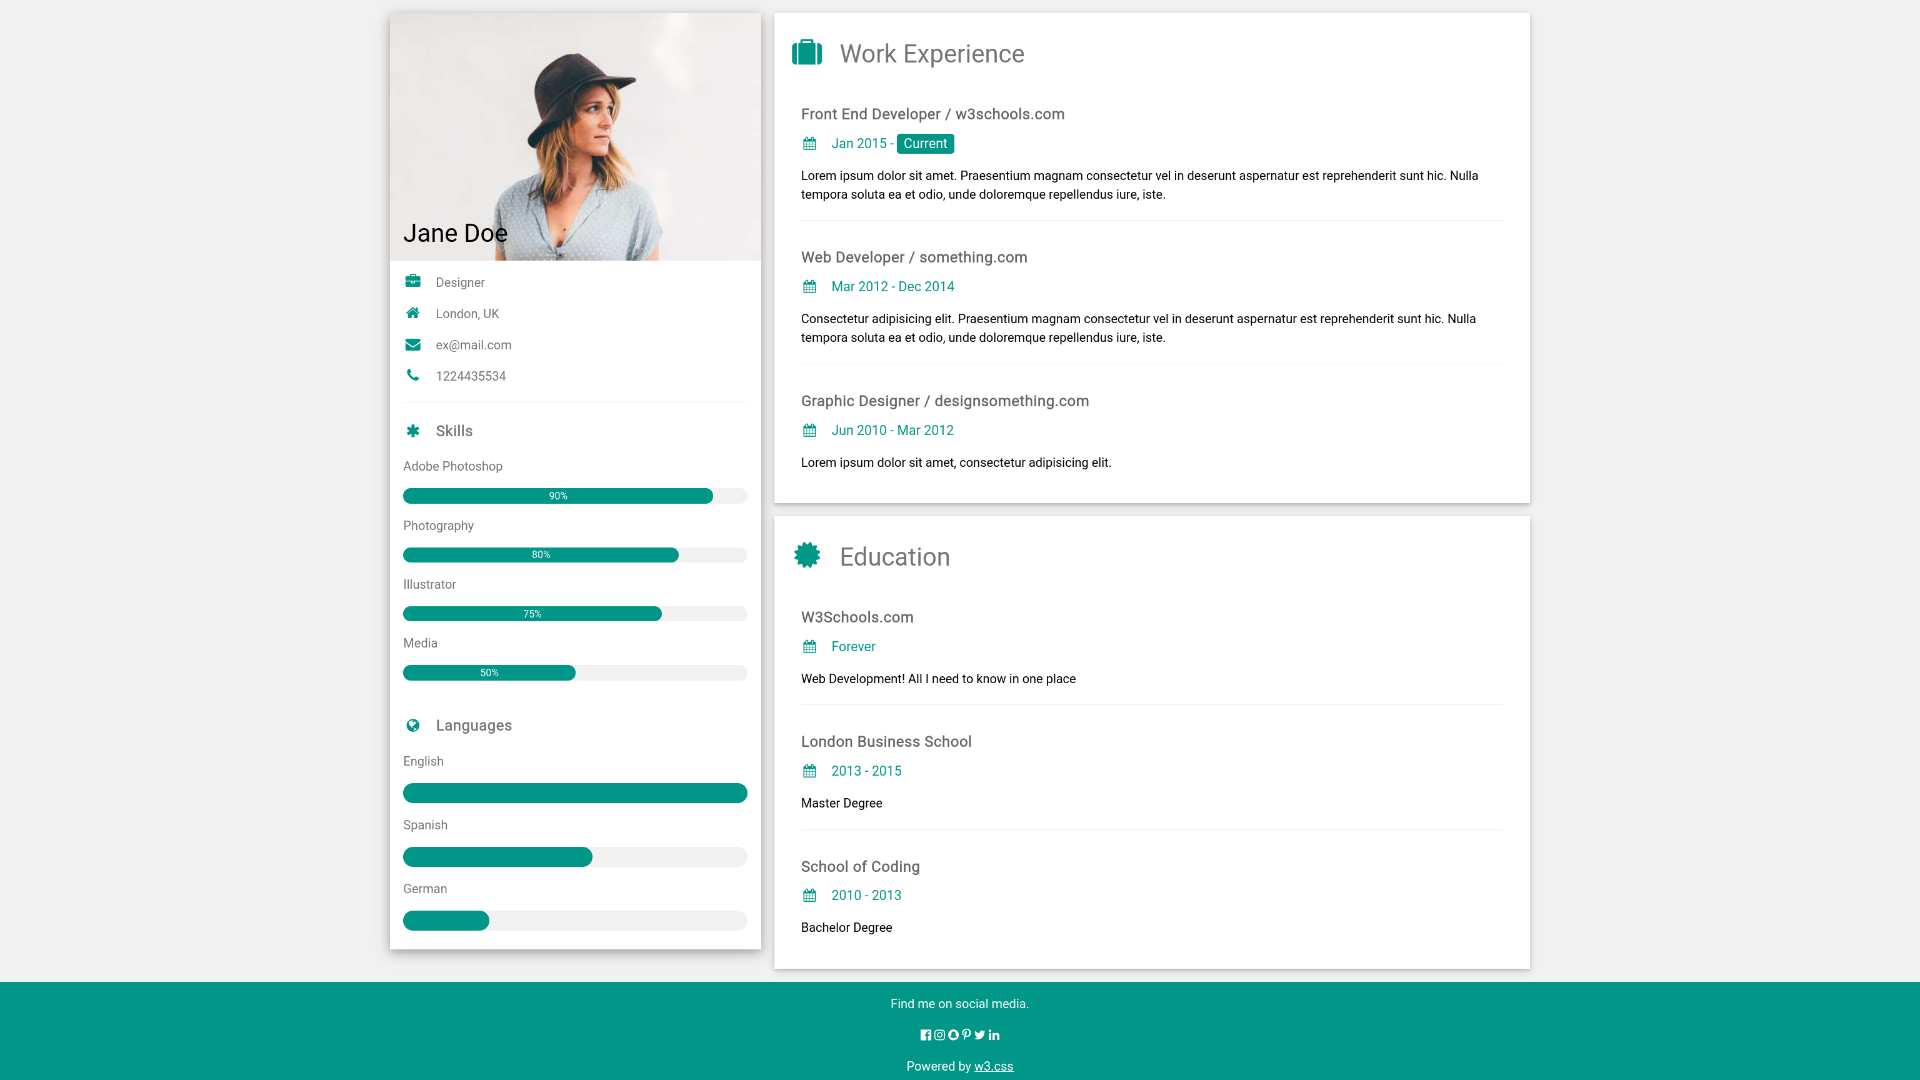 Jane Doe
Designer
London, UK
ex@mail.com
1224435534
Skills
Adobe Photoshop
90%
Photography
80%
Illustrator
75%
Media
50%
Languages
English
Spanish
German
Work Experience
Front End Developer / w3schools.com
Jan 2015 - Current
Lorem ipsum dolor sit amet. Praesentium magnam consectetur vel in deserunt aspernatur est reprehenderit sunt hic. Nulla
tempora soluta ea et odio, unde doloremque repellendus iure, iste.
Web Developer / something.com
Mar 2012 - Dec 2014
Consectetur adipisicing elit. Praesentium magnam consectetur vel in deserunt aspernatur est reprehenderit sunt hic. Nulla
tempora soluta ea et odio, unde doloremque repellendus iure, iste.
Graphic Designer / designsomething.com
Jun 2010 - Mar 2012
Lorem ipsum dolor sit amet, consectetur adipisicing elit.
Education
W3Schools.com
Forever
Web Development! All I need to know in one place
London Business School
2013 - 2015
Master Degree
School of Coding
2010 - 2013
Bachelor Degree
Find me on social media.
Powered by w3.css